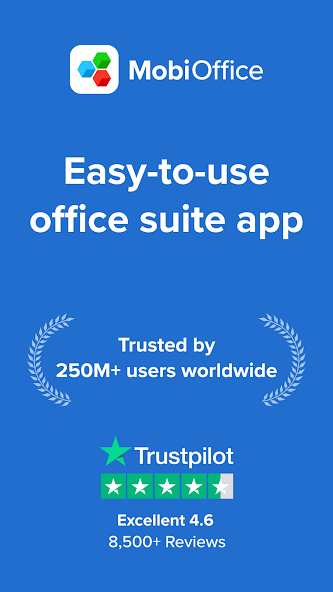 MobiOffice
Easy-to-use
office suite app
Trusted by
250M+ users worldwide
Trustpilot
Excellent 4.6
8,500+ Reviews